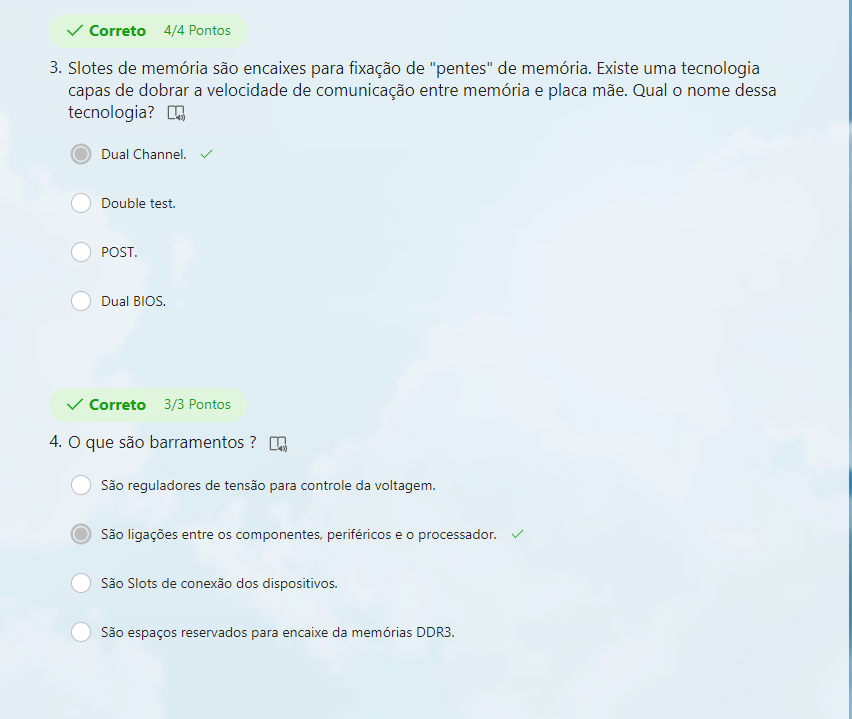 Correto 4/4 Pontos
3. Slotes de memória são encaixes para fixação de "pentes" de memória. Existe uma tecnologia
capas de dobrar a velocidade de comunicação entre memória e placa mãe. Qual o nome dessa
tecnologia?
Dual Channel.
Double test.
POST.
Dual BIOS.
Correto 3/3 Pontos
4. O que são barramentos ?
São reguladores de tensão para controle da voltagem.
São ligações entre os componentes, periféricos e o processador.
São Slots de conexão dos dispositivos.
São espaços reservados para encaixe da memórias DDR3.